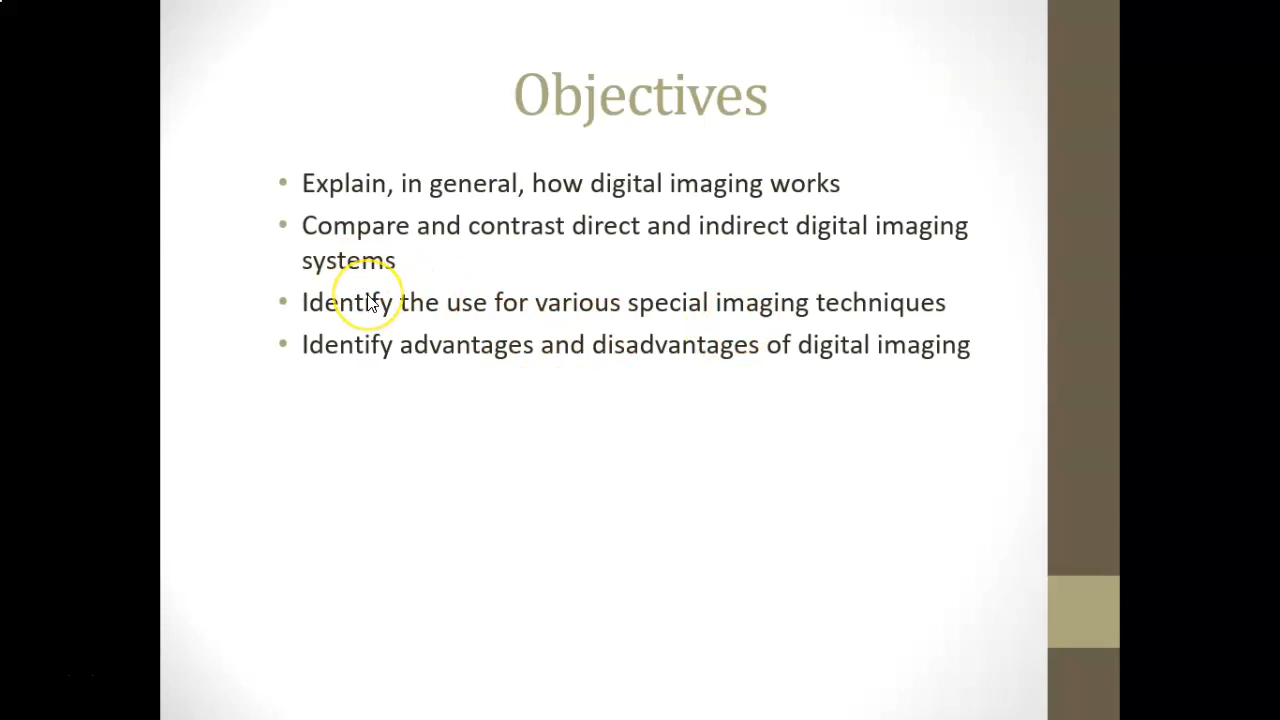 Objectives
• Explain, in general, how digital imaging works
• Compare and contrast direct and indirect digital imaging
systems
• Identify the use for various special imaging techniques
• Identify advantages and disadvantages of digital imaging